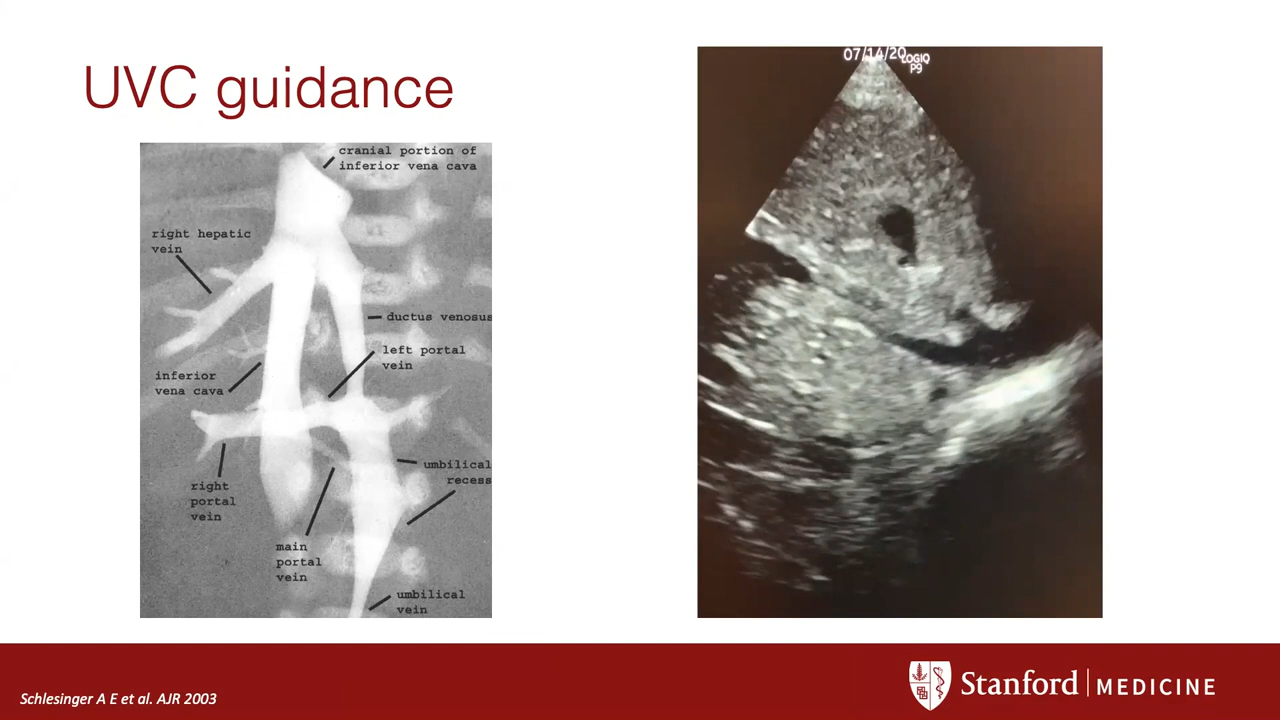 UVC guidance
cranial portion of
inferior vena cava
right hepatic
vein
ductus venosus
left portal
vein
inferior
vena cava
umbilical
recess
right
portal
vein
main
portal
vein
umbilical
vein
07/14/20
LOGIQ
P9
Schlesinger A E et al. AJR 2003
Stanford MEDICINE